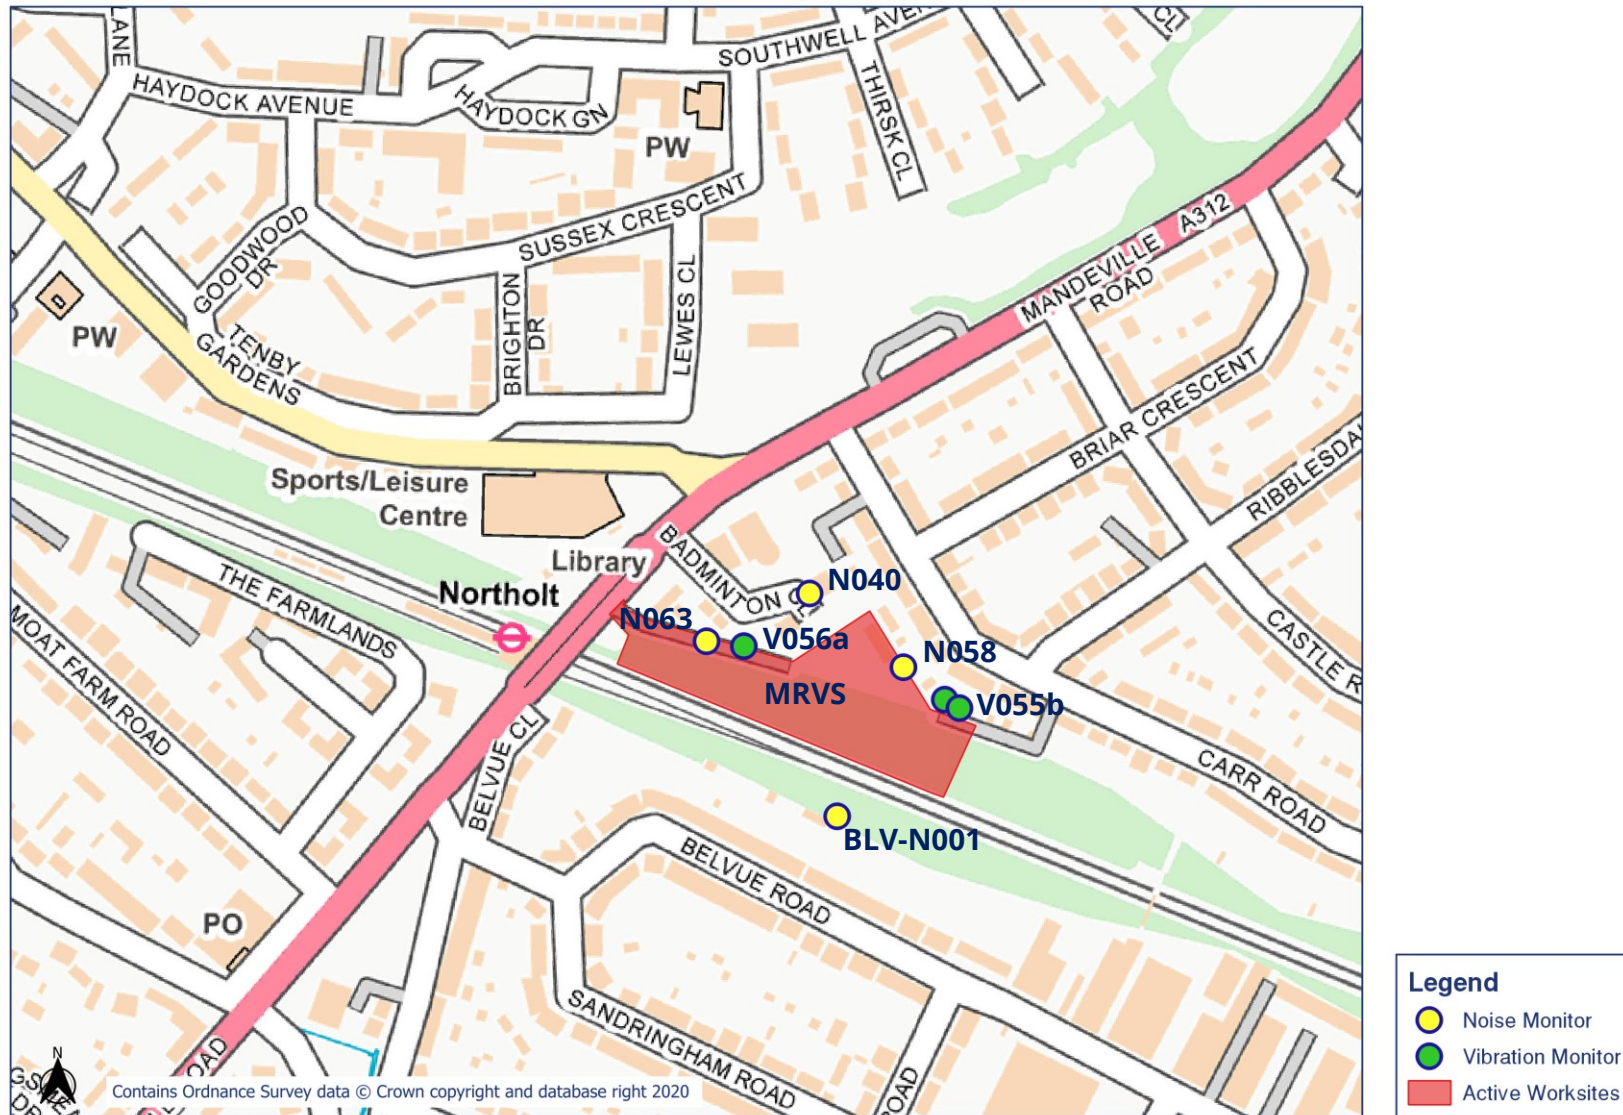 LANE
HAYDOCK AVENUE
HAYDOCK GN
SOUTHWELL AVEN
CL
THIRSK CL
PW
SUSSEX CRESCENT
GOODWOOD
DR
BRIGHTON
DR
LEWES CL
MANDEVILLE A312
ROAD
PW
TENBY
GARDENS
BRIAR CRESCENT
RIBBLESDA
Sports/Leisure
Centre
Library
BADMINTON CL
Northolt
N040
N063
V056a
N058
MRVS
V055b
THE FARMLANDS
MOAT FARM ROAD
CASTLE R
CARR ROAD
BELVUE CL
BLV-N001
BELVUE ROAD
PO
SANDRINGHAM ROAD
ROAD
OAD
N
Contains Ordnance Survey data © Crown copyright and database right 2020
Legend
Noise Monitor
Vibration Monitor
Active Worksites